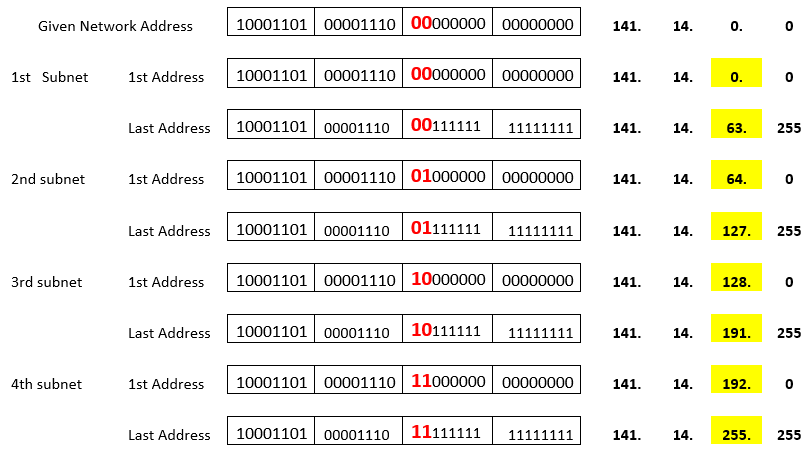 Given Network Address 10001101 00001110 00000000 00000000 141. 14. 0. 0
1st Subnet 1st Address 10001101 00001110 00000000 00000000 141. 14. 0. 0
Last Address 10001101 00001110 00111111 11111111 141. 14. 63. 255
2nd subnet 1st Address 10001101 00001110 01000000 00000000 141. 14. 64. 0
Last Address 10001101 00001110 01111111 11111111 141. 14. 127. 255
3rd subnet 1st Address 10001101 00001110 10000000 00000000 141. 14. 128. 0
Last Address 10001101 00001110 10111111 11111111 141. 14. 191. 255
4th subnet 1st Address 10001101 00001110 11000000 00000000 141. 14. 192. 0
Last Address 10001101 00001110 11111111 11111111 141. 14. 255. 255